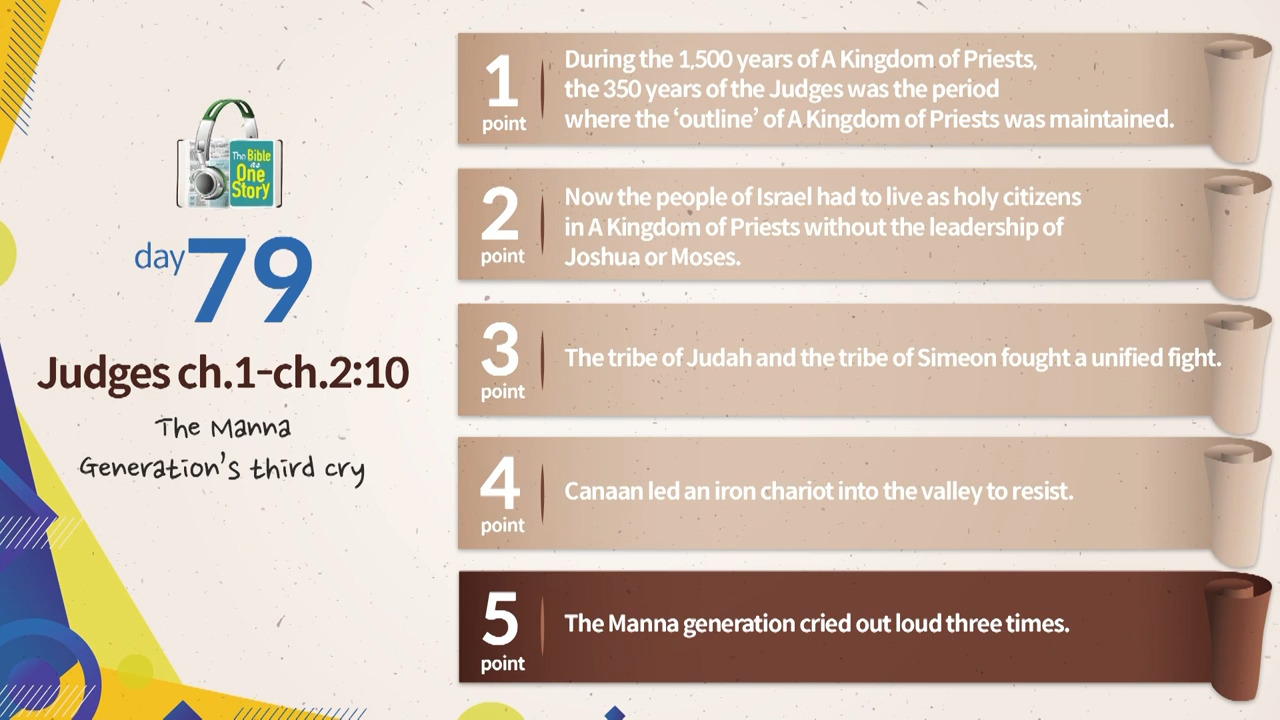 The Bible
as
One
Story
day79
Judges ch.1-ch.2:10
The Manna
Generation's third cry
1
point
During the 1,500 years of A Kingdom of Priests,
the 350 years of the Judges was the period
where the ‘outline’ of A Kingdom of Priests was maintained.
2
point
Now the people of Israel had to live as holy citizens
in A Kingdom of Priests without the leadership of
Joshua or Moses.
3
point
The tribe of Judah and the tribe of Simeon fought a unified fight.
4
point
Canaan led an iron chariot into the valley to resist.
5
point
The Manna generation cried out loud three times.